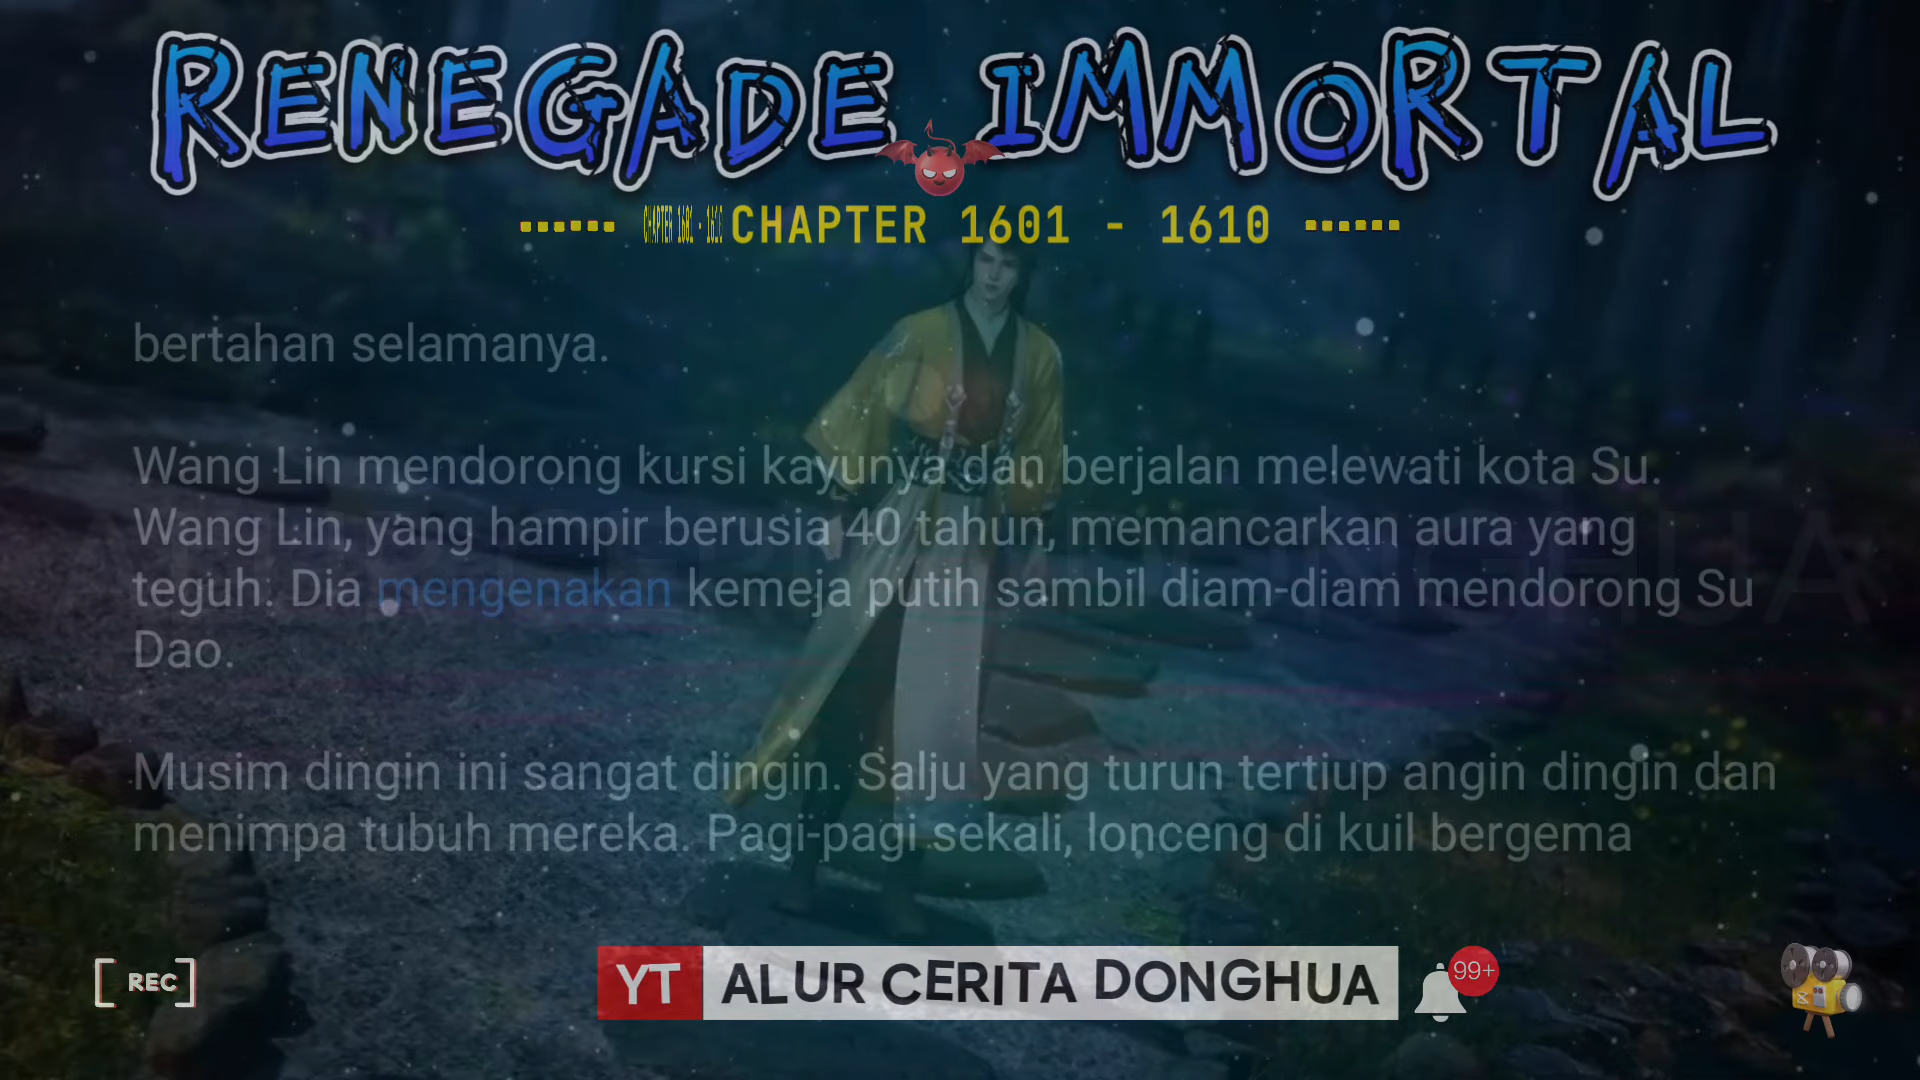 RENEGADE IMMORTAL
CHAPTER 1601 - 1610 CHAPTER 1601 - 1610
bertahan selamanya.
Wang Lin mendorong kursi kayunya dan berjalan melewati kota Su.
Wang Lin, yang hampir berusia 40 tahun, memancarkan aura yang
teguh. Dia mengenakan kemeja putih sambil diam-diam mendorong Su
Dao.
Musim dingin ini sangat dingin. Salju yang turun tertiup angin dingin dan
menimpa tubuh mereka. Pagi-pagi sekali, lonceng di kuil bergema
[REC]
YT ALUR CERITA DONGHUA
99+